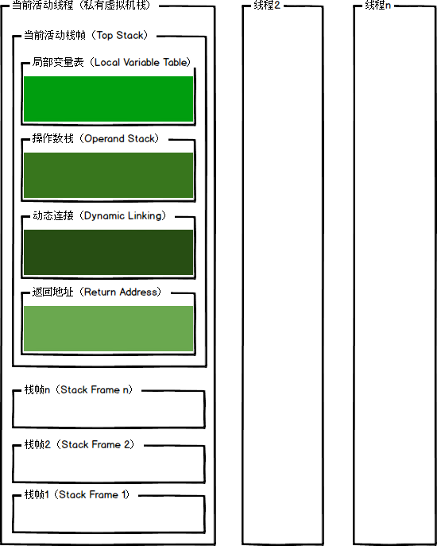 当前活动线程（私有虚拟机栈）
线程2
线程n
当前活动栈帧（Top Stack）
局部变量表（Local Variable Table）
操作数栈（Operand Stack）
动态连接（Dynamic Linking）
返回地址（Return Address）
栈帧n（Stack Frame n）
栈帧2（Stack Frame 2）
栈帧1（Stack Frame 1）